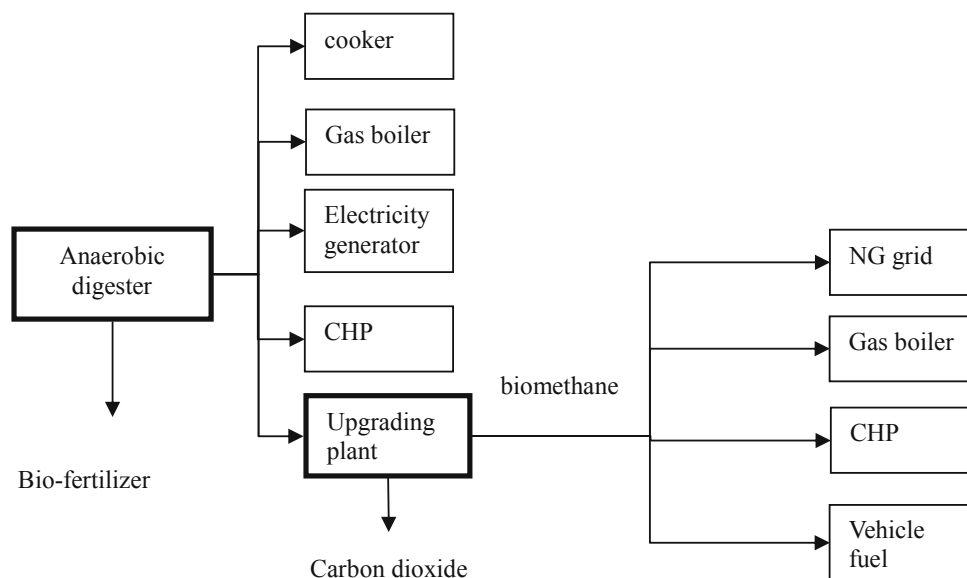 cooker
Gas boiler
Electricity
generator
Anaerobic
digester
CHP
Upgrading
plant
Bio-fertilizer
Carbon dioxide
biomethane
NG grid
Gas boiler
CHP
Vehicle
fuel